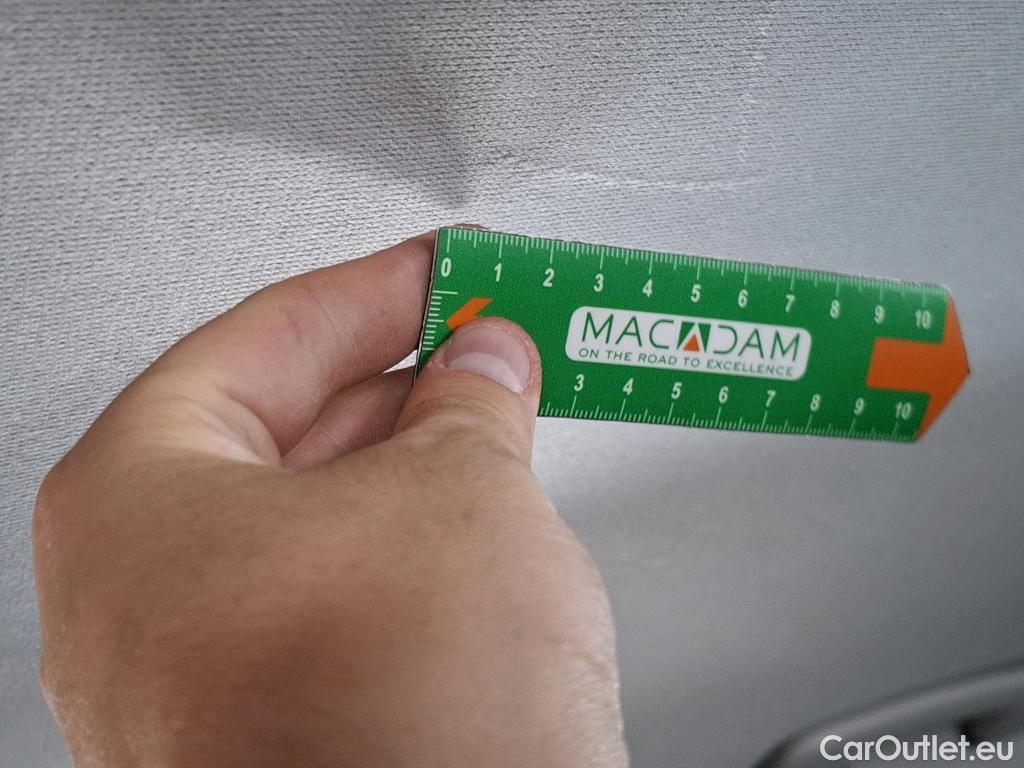 0 1 2 3 4 5 6 7 8 9 10
MACADAM
ON THE ROAD TO EXCELLENCE
3 4 5 6 7 8 9 10
CarOutlet.eu